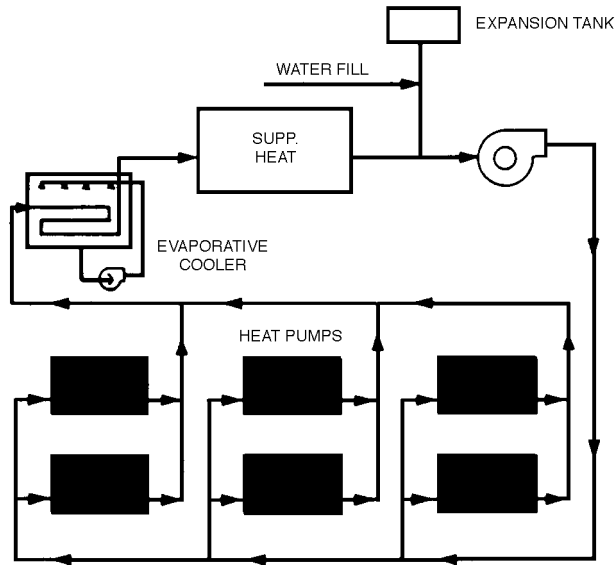 EXPANSION TANK
WATER FILL
SUPP.
HEAT
EVAPORATIVE
COOLER
HEAT PUMPS